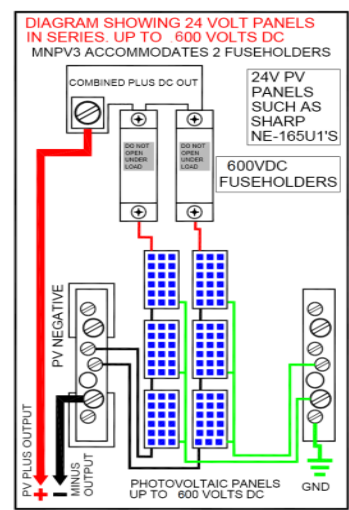 DIAGRAM SHOWING 24 VOLT PANELS
IN SERIES. UP TO 600 VOLTS DC
MNPV3 ACCOMMODATES 2 FUSEHOLDERS
COMBINED PLUS DC OUT
24V PV
PANELS
SUCH AS
SHARP
NE-165U1'S
DO NOT
OPEN
UNDER
LOAD
DO NOT
OPEN
UNDER
LOAD
600VDC
FUSEHOLDERS
PV NEGATIVE
PV PLUS OUTPUT
+
MINUS
OUTPUT
-
PHOTOVOLTAIC PANELS
UP TO 600 VOLTS DC
GND